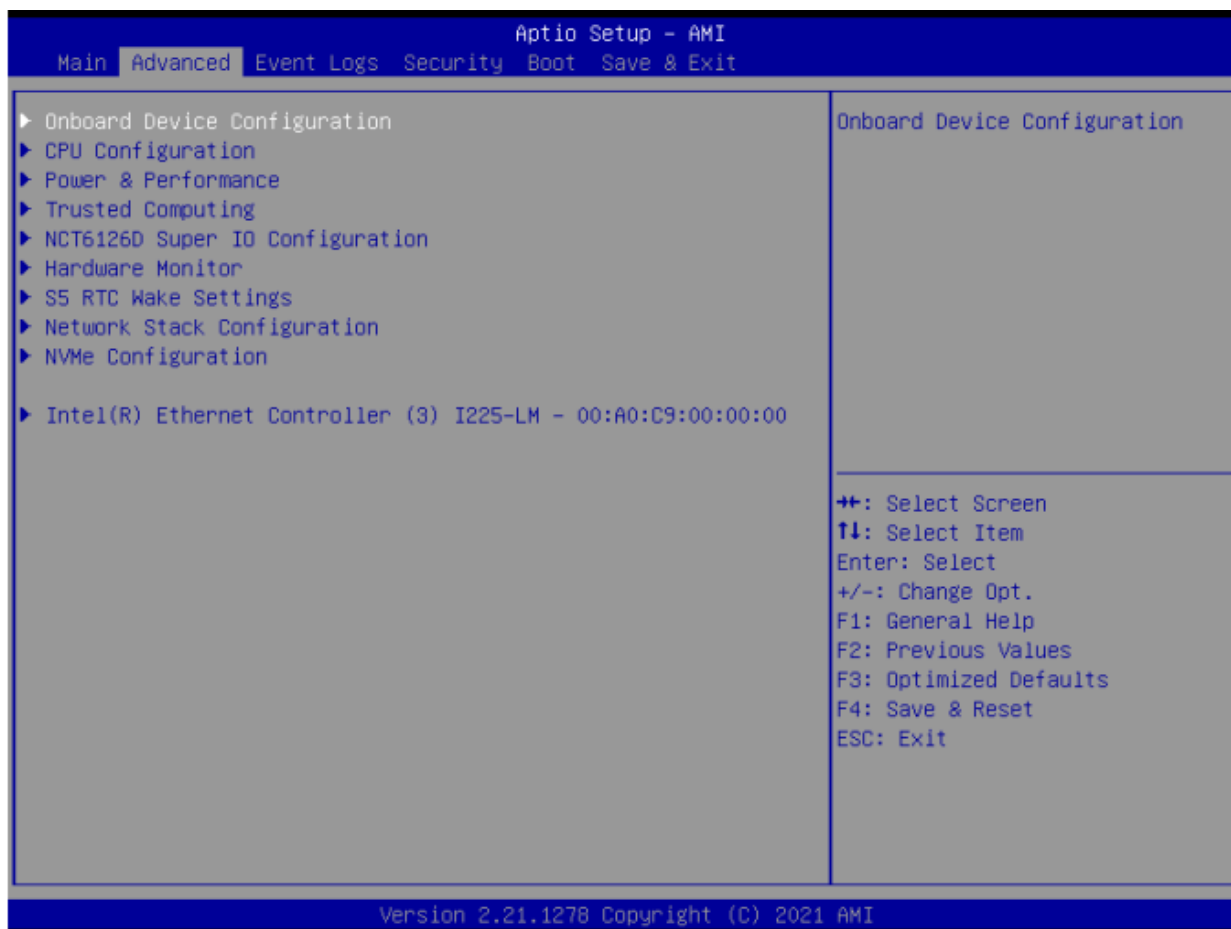 Aptio Setup - AMI
Main Advanced Event Logs Security Boot Save & Exit
Onboard Device Configuration
CPU Configuration
Power & Performance
Trusted Computing
NCT6126D Super IO Configuration
Hardware Monitor
S5 RTC Wake Settings
Network Stack Configuration
NVMe Configuration
Intel(R) Ethernet Controller (3) I225-LM - 00:A0:C9:00:00:00
Onboard Device Configuration
→←: Select Screen
↑↓: Select Item
Enter: Select
+/-: Change Opt.
F1: General Help
F2: Previous Values
F3: Optimized Defaults
F4: Save & Reset
ESC: Exit
Version 2.21.1278 Copyright (C) 2021 AMI